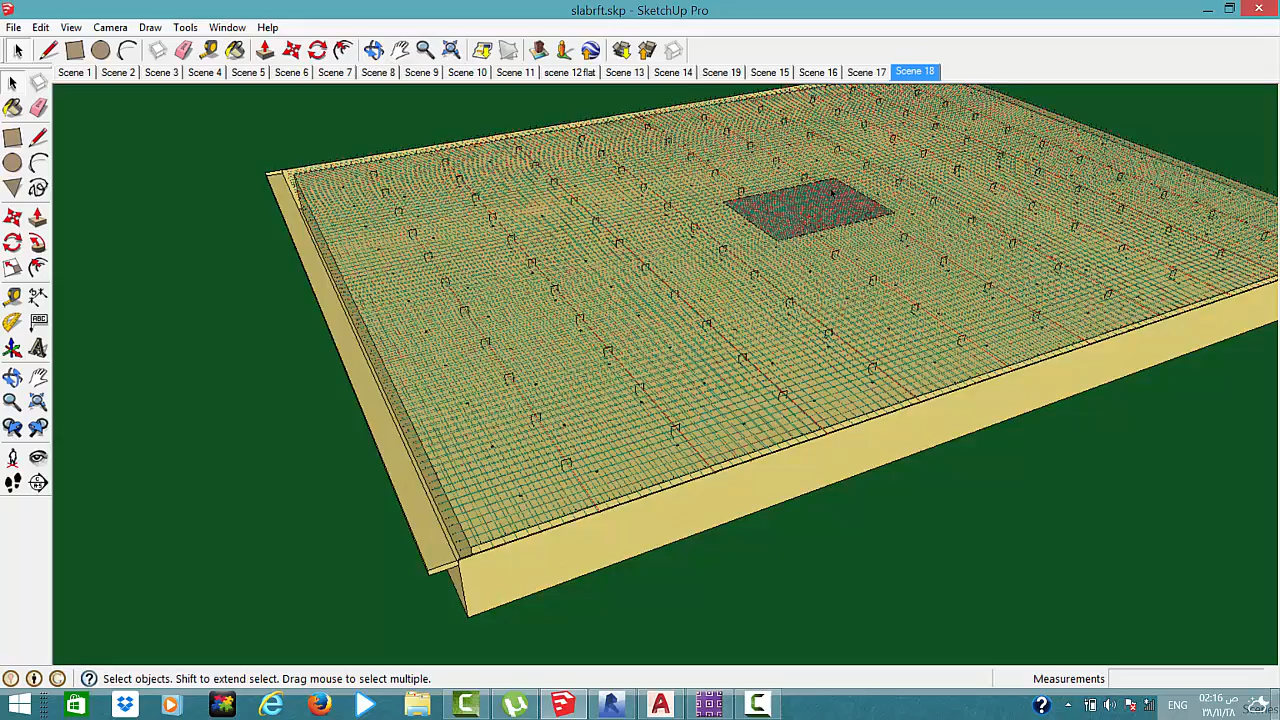 slabrft.skp - SketchUp Pro
File Edit View Camera Draw Tools Window Help
Scene 1 Scene 2 Scene 3 Scene 4 Scene 5 Scene 6 Scene 7 Scene 8 Scene 9 Scene 10 Scene 11 scene 12 flat Scene 13 Scene 14 Scene 19 Scene 15 Scene 16 Scene 17 Scene 18
ABC
Select objects. Shift to extend select. Drag mouse to select multiple.
Measurements
ENG
02:16 ص